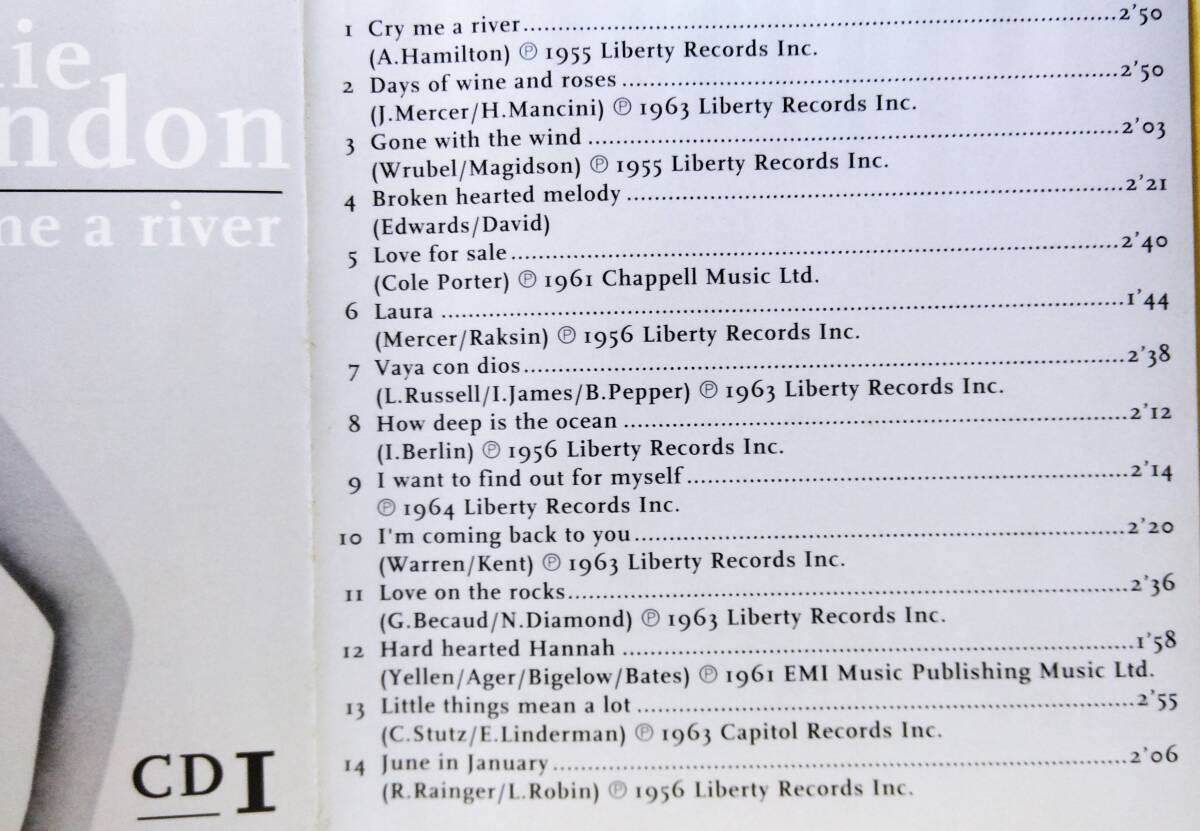 lie
ndon
me a river
1 Cry me a river 2'50
(A.Hamilton) ℗ 1955 Liberty Records Inc.
2 Days of wine and roses 2'50
(J.Mercer/H.Mancini) ℗ 1963 Liberty Records Inc.
3 Gone with the wind 2'03
(Wrubel/Magidson) ℗ 1955 Liberty Records Inc.
4 Broken hearted melody 2'21
(Edwards/David)
5 Love for sale 2'40
(Cole Porter) ℗ 1961 Chappell Music Ltd.
6 Laura 1'44
(Mercer/Raksin) ℗ 1956 Liberty Records Inc.
7 Vaya con dios 2'38
(L.Russell/I.James/B.Pepper) ℗ 1963 Liberty Records Inc.
8 How deep is the ocean 2'12
(I.Berlin) ℗ 1956 Liberty Records Inc.
9 I want to find out for myself 2'14
℗ 1964 Liberty Records Inc.
10 I'm coming back to you 2'20
(Warren/Kent) ℗ 1963 Liberty Records Inc.
11 Love on the rocks 2'36
(G.Becaud/N.Diamond) ℗ 1963 Liberty Records Inc.
12 Hard hearted Hannah 1'58
(Yellen/Ager/Bigelow/Bates) ℗ 1961 EMI Music Publishing Music Ltd.
13 Little things mean a lot 2'55
(C.Stutz/E.Linderman) ℗ 1963 Capitol Records Inc.
14 June in January 2'06
(R.Rainger/L.Robin) ℗ 1956 Liberty Records Inc.
CD 1